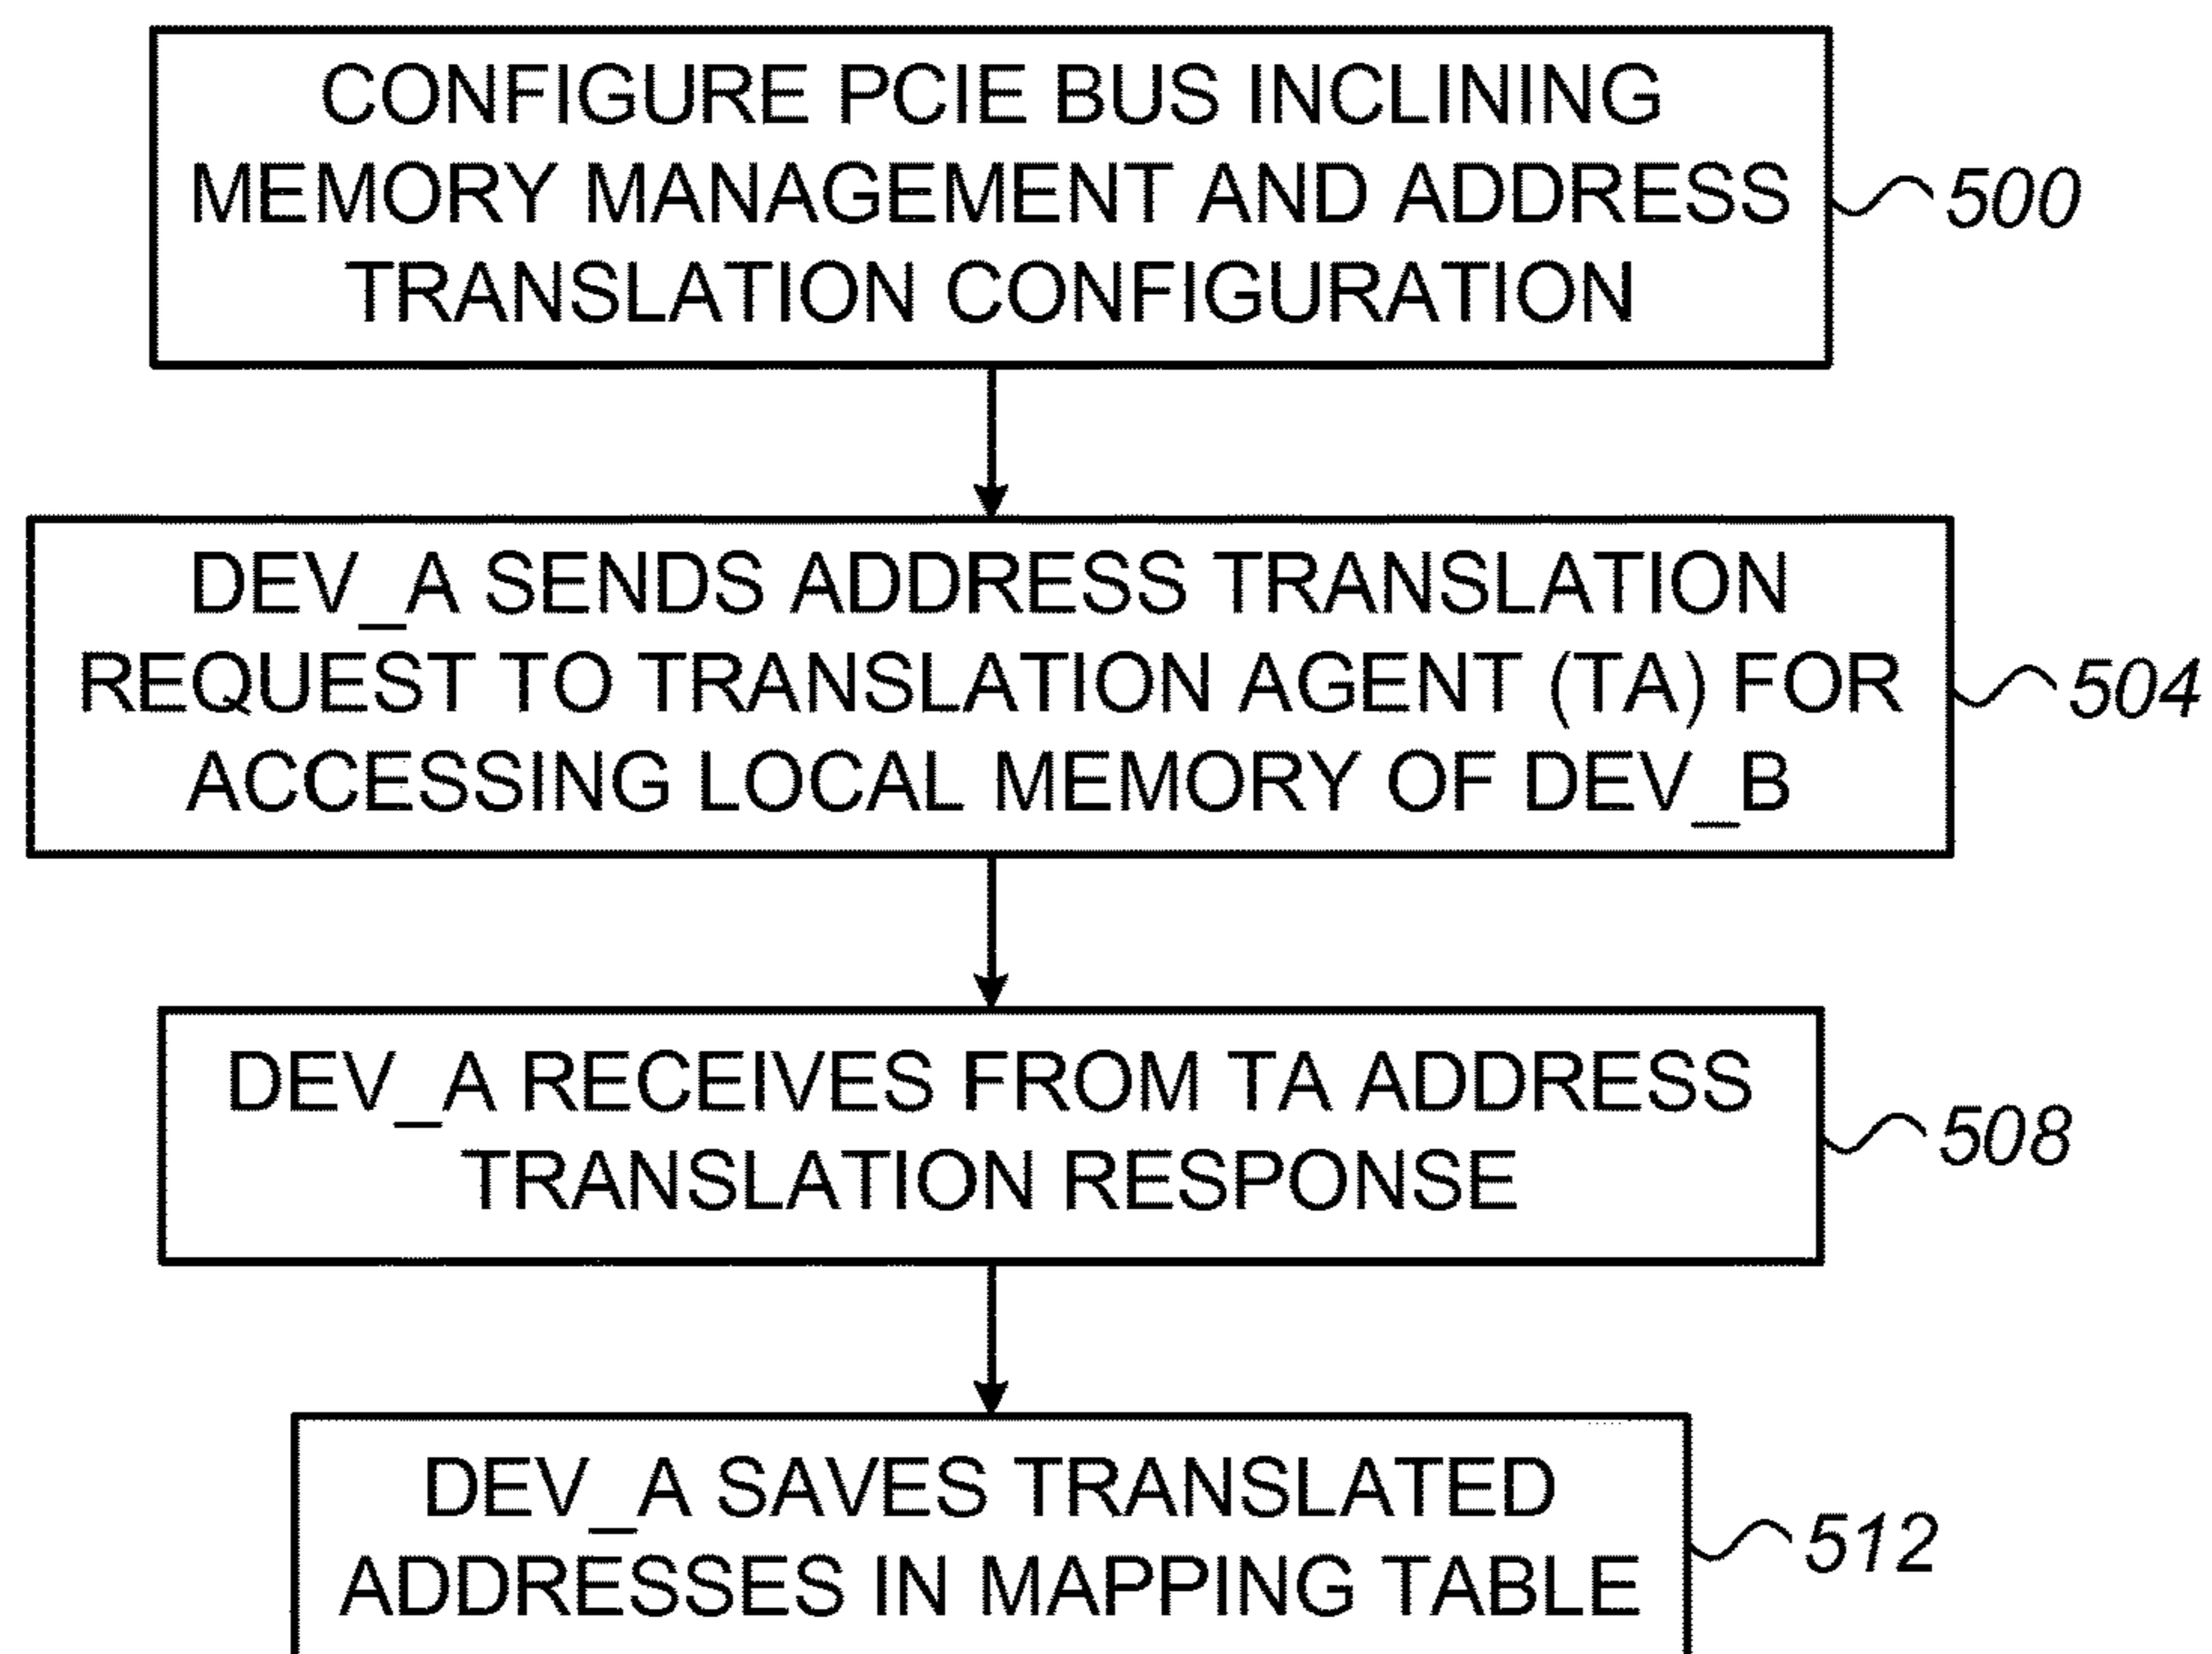 CONFIGURE PCIE BUS INCLINING
MEMORY MANAGEMENT AND ADDRESS
TRANSLATION CONFIGURATION
500
DEV_A SENDS ADDRESS TRANSLATION
REQUEST TO TRANSLATION AGENT (TA) FOR
ACCESSING LOCAL MEMORY OF DEV_B
504
DEV_A RECEIVES FROM TA ADDRESS
TRANSLATION RESPONSE
508
DEV_A SAVES TRANSLATED
ADDRESSES IN MAPPING TABLE
512